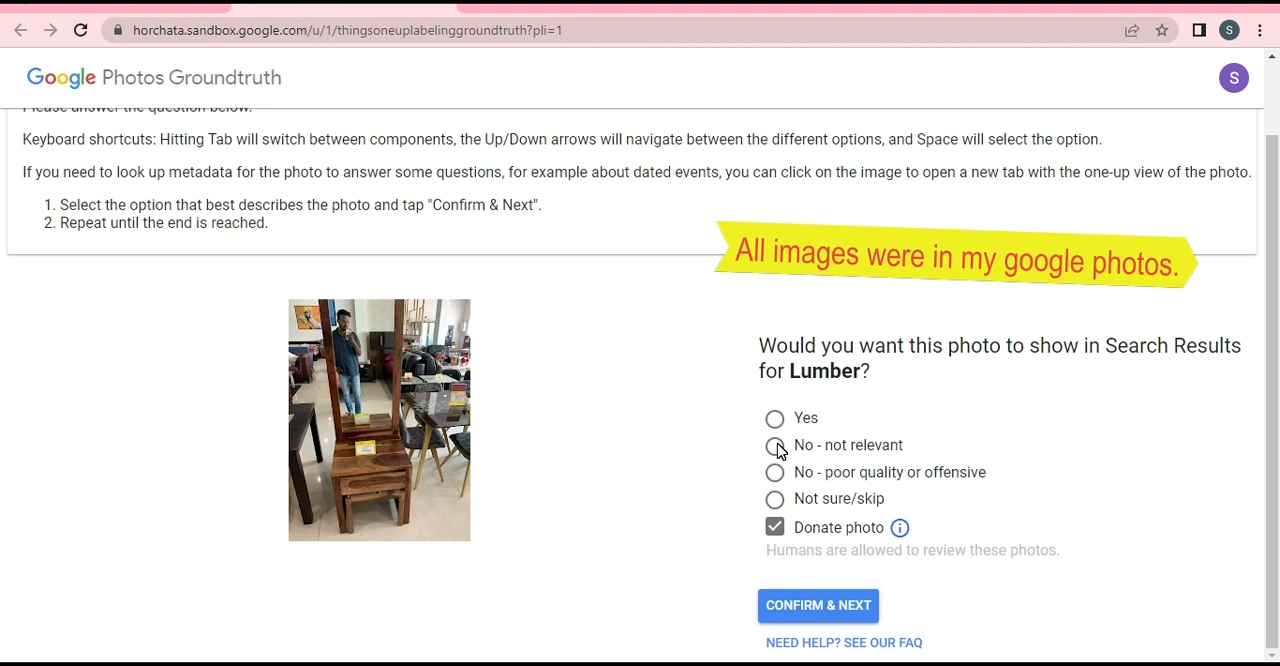 horchata.sandbox.google.com/u/1/thingsoneuplabelinggroundtruth?pli=1
S
Google Photos Groundtruth
S
Please answer the question below.
Keyboard shortcuts: Hitting Tab will switch between components, the Up/Down arrows will navigate between the different options, and Space will select the option.
If you need to look up metadata for the photo to answer some questions, for example about dated events, you can click on the image to open a new tab with the one-up view of the photo.
1. Select the option that best describes the photo and tap "Confirm & Next".
2. Repeat until the end is reached.
All images were in my google photos.
Would you want this photo to show in Search Results
for Lumber?
Yes
No - not relevant
No - poor quality or offensive
Not sure/skip
Donate photo
Humans are allowed to review these photos.
CONFIRM & NEXT
NEED HELP? SEE OUR FAQ